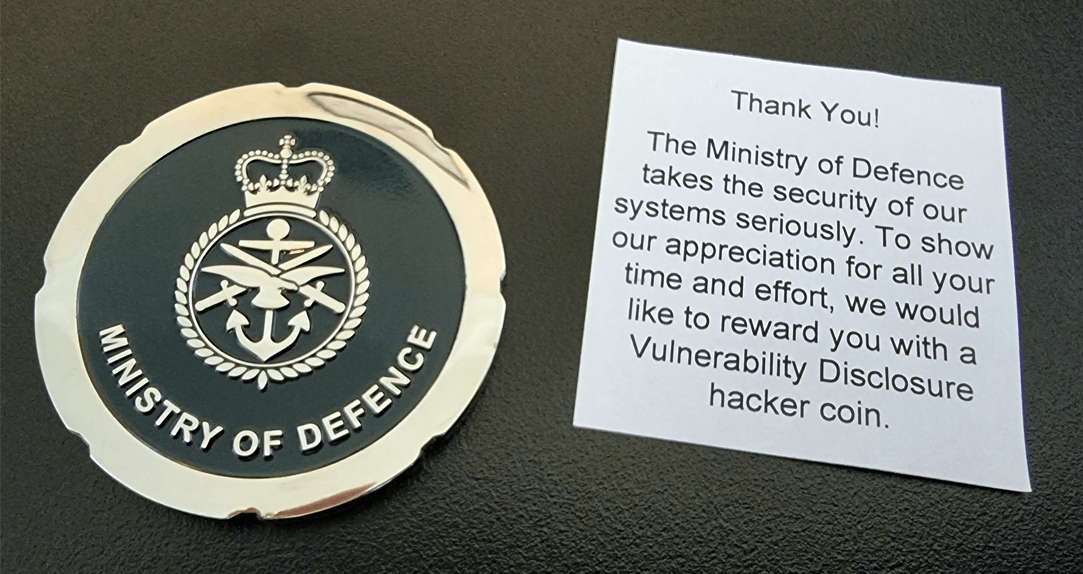 MINISTRY OF DEFENCE
Thank You!
The Ministry of Defence
takes the security of our
systems seriously. To show
our appreciation for all your
time and effort, we would
like to reward you with a
Vulnerability Disclosure
hacker coin.